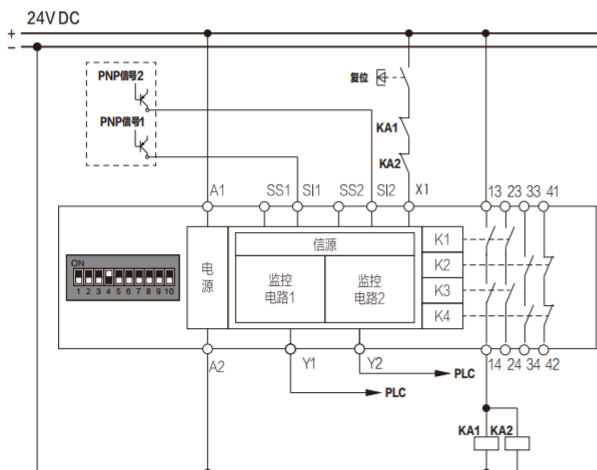 24V DC
+
−
PNP信号2
PNP信号1
复位
KA1
KA2
A1 SS1 SI1 SS2 SI2 X1 13 23 33 41
ON
1 2 3 4 5 6 7 8 9 10
电源
信源
监控电路1
监控电路2
K1
K2
K3
K4
A2 Y1 Y2 14 24 34 42
PLC
PLC
KA1 KA2